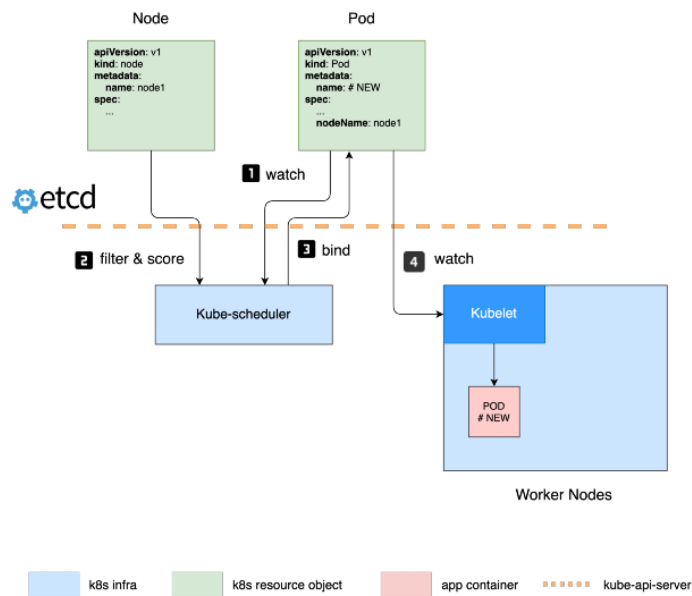 Node
Pod
apiVersion: v1
kind: node
metadata:
name: node1
spec:
...
apiVersion: v1
kind: Pod
metadata:
name: # NEW
spec:
...
nodeName: node1
1 watch
etcd
2 filter & score
3 bind
4 watch
Kube-scheduler
Kubelet
POD
# NEW
Worker Nodes
k8s infra
k8s resource object
app container
kube-api-server